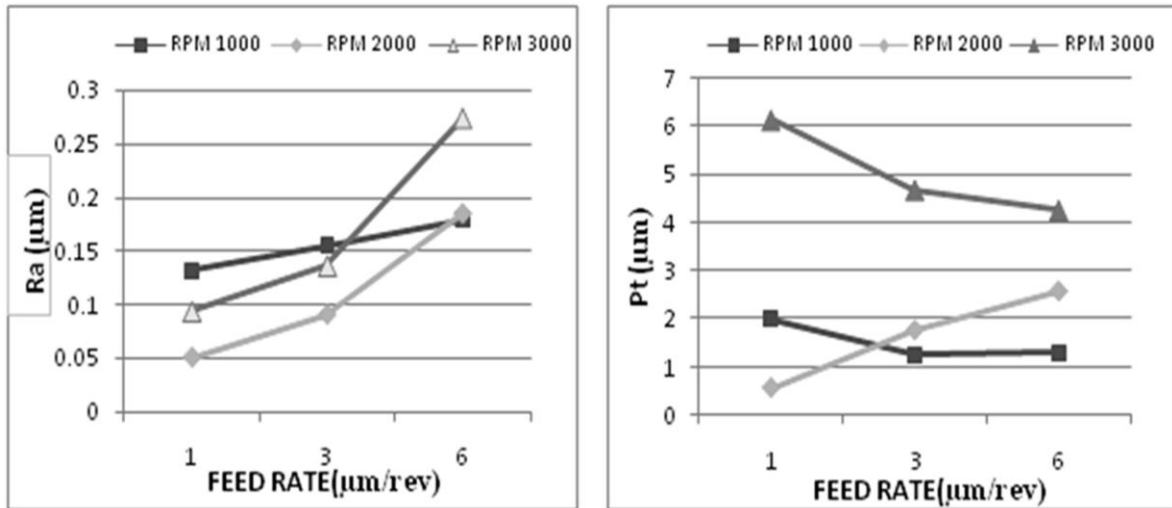 RPM 1000 RPM 2000 RPM 3000
0.3
0.25
0.2
0.15
0.1
0.05
0
Ra (µm)
1 3 6
FEED RATE(µm/rev)
RPM 1000 RPM 2000 RPM 3000
7
6
5
4
3
2
1
0
Pt (µm)
1 3 6
FEED RATE(µm/rev)